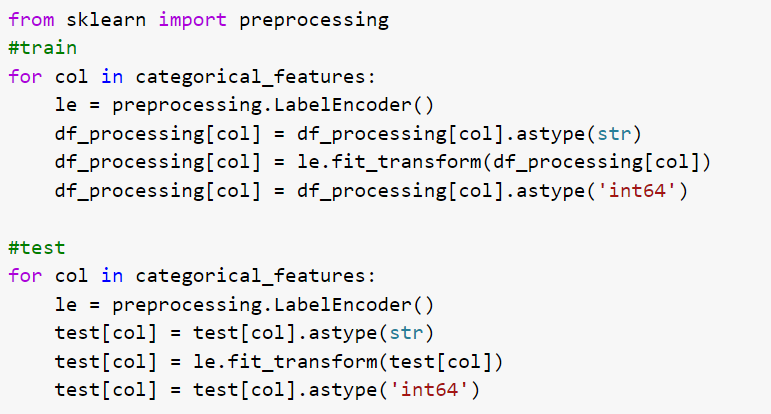 from sklearn import preprocessing
#train
for col in categorical_features:
    le = preprocessing.LabelEncoder()
    df_processing[col] = df_processing[col].astype(str)
    df_processing[col] = le.fit_transform(df_processing[col])
    df_processing[col] = df_processing[col].astype('int64')

#test
for col in categorical_features:
    le = preprocessing.LabelEncoder()
    test[col] = test[col].astype(str)
    test[col] = le.fit_transform(test[col])
    test[col] = test[col].astype('int64')